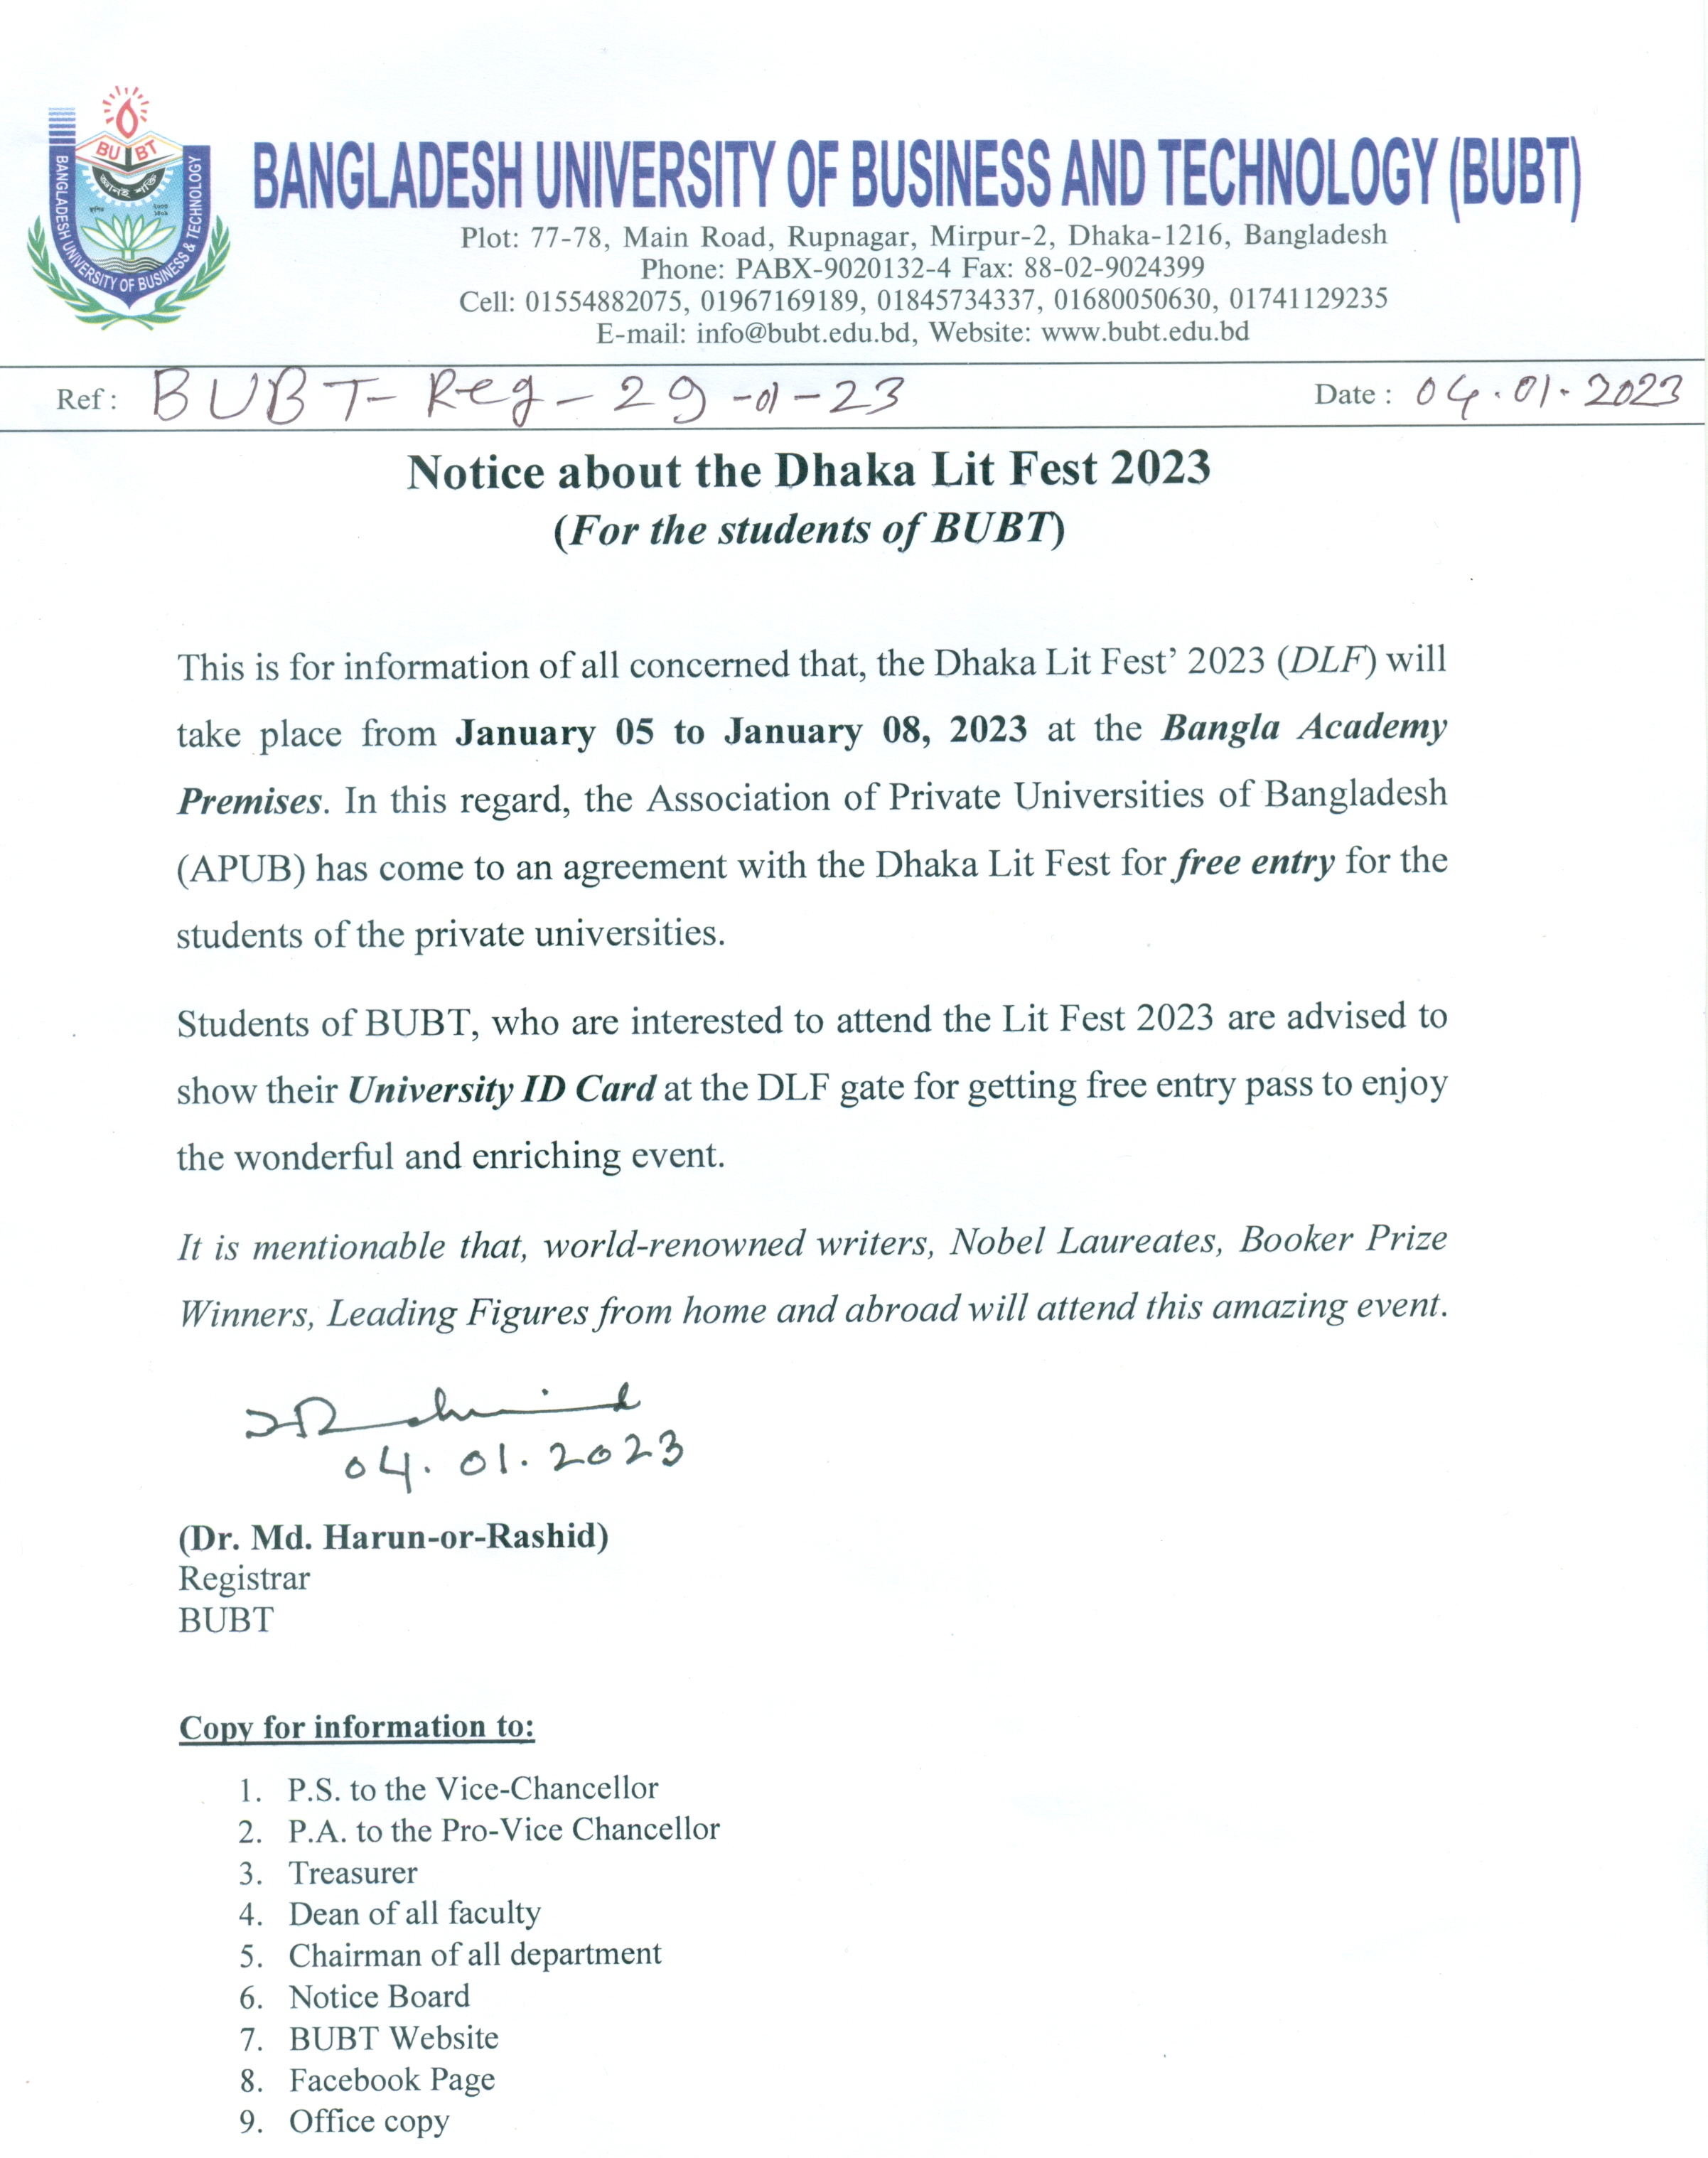 BU BT
জ্ঞানই শক্তি
BANGLADESH UNIVERSITY OF BUSINESS & TECHNOLOGY
BANGLADESH UNIVERSITY OF BUSINESS AND TECHNOLOGY (BUBT)
Plot: 77-78, Main Road, Rupnagar, Mirpur-2, Dhaka-1216, Bangladesh
Phone: PABX-9020132-4 Fax: 88-02-9024399
Cell: 01554882075, 01967169189, 01845734337, 01680050630, 01741129235
E-mail: info@bubt.edu.bd, Website: www.bubt.edu.bd
Ref : BUBT- Reg - 29 -01-23 Date : 04.01.2023
Notice about the Dhaka Lit Fest 2023
(For the students of BUBT)
This is for information of all concerned that, the Dhaka Lit Fest’ 2023 (DLF) will
take place from January 05 to January 08, 2023 at the Bangla Academy
Premises. In this regard, the Association of Private Universities of Bangladesh
(APUB) has come to an agreement with the Dhaka Lit Fest for free entry for the
students of the private universities.
Students of BUBT, who are interested to attend the Lit Fest 2023 are advised to
show their University ID Card at the DLF gate for getting free entry pass to enjoy
the wonderful and enriching event.
It is mentionable that, world-renowned writers, Nobel Laureates, Booker Prize
Winners, Leading Figures from home and abroad will attend this amazing event.
04.01.2023
(Dr. Md. Harun-or-Rashid)
Registrar
BUBT
Copy for information to:
1. P.S. to the Vice-Chancellor
2. P.A. to the Pro-Vice Chancellor
3. Treasurer
4. Dean of all faculty
5. Chairman of all department
6. Notice Board
7. BUBT Website
8. Facebook Page
9. Office copy